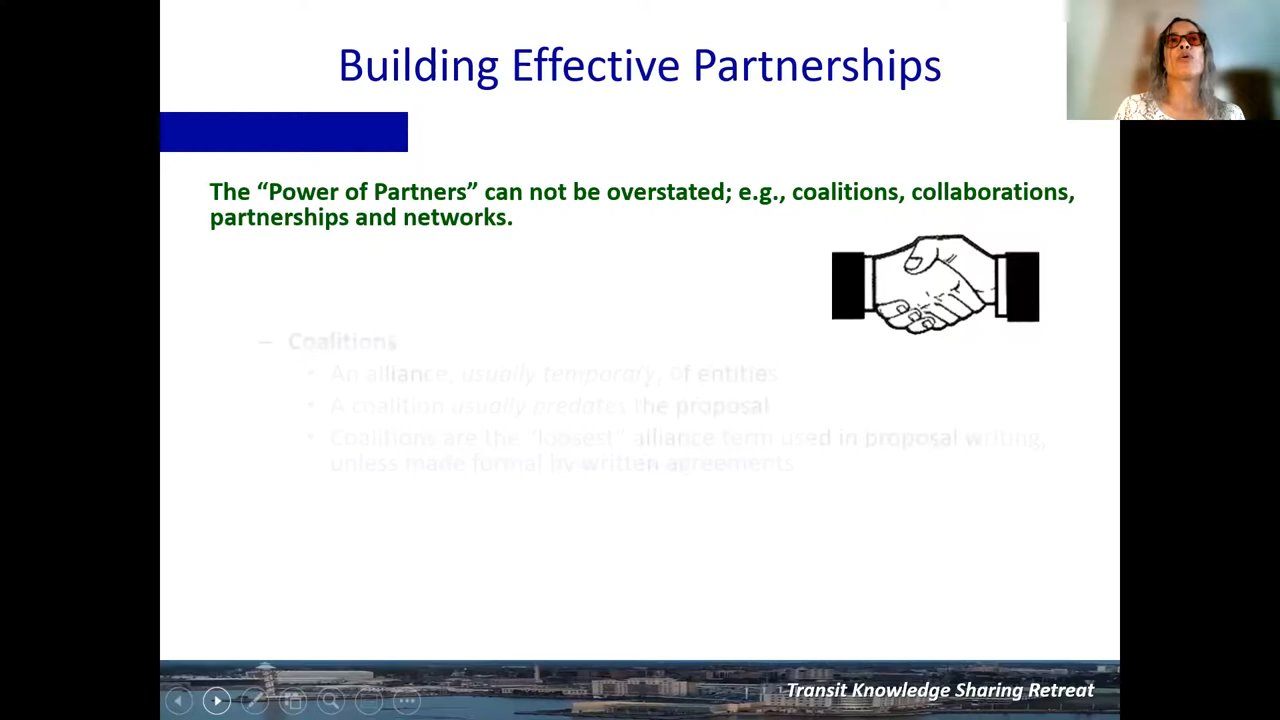 Building Effective Partnerships
The “Power of Partners” can not be overstated; e.g., coalitions, collaborations,
partnerships and networks.
– Coalitions
• An alliance, usually temporary, of entities
• A coalition usually predates the proposal
• Coalitions are the "loosest" alliance term used in proposal writing,
unless made formal by written agreements
Transit Knowledge Sharing Retreat